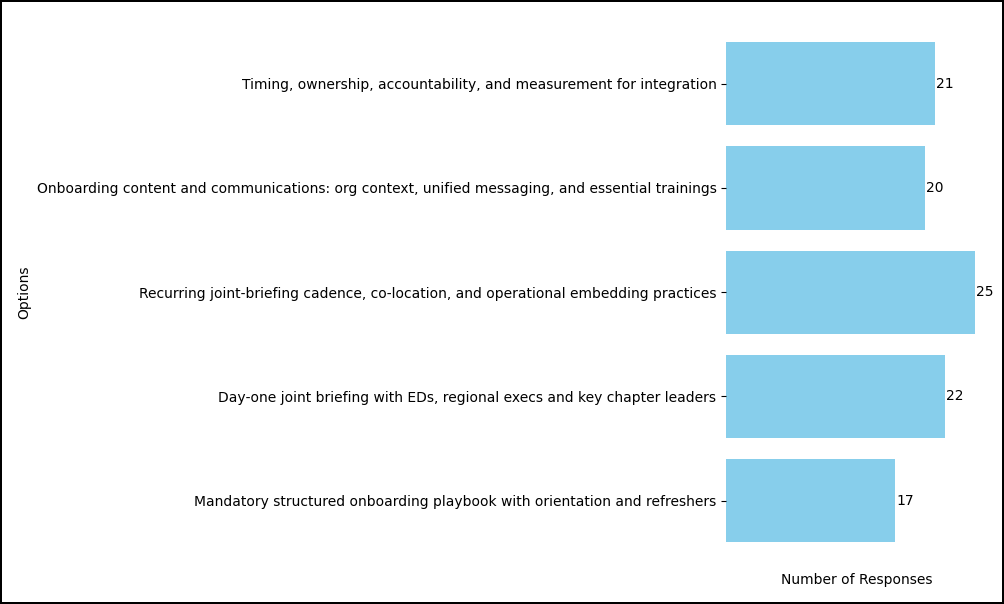 Timing, ownership, accountability, and measurement for integration
21
Onboarding content and communications: org context, unified messaging, and essential trainings
20
Options
Recurring joint-briefing cadence, co-location, and operational embedding practices
25
Day-one joint briefing with EDs, regional execs and key chapter leaders
22
Mandatory structured onboarding playbook with orientation and refreshers
17
Number of Responses